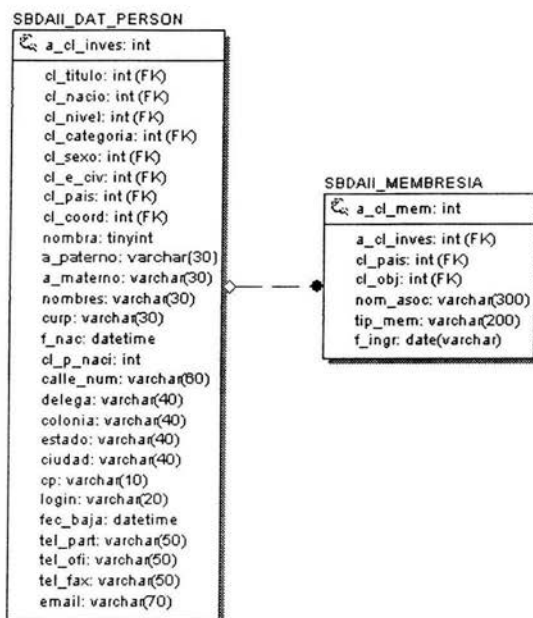 SBDAII_DAT_PERSON
a_cl_inves: int
cl_titulo: int (FK)
cl_nacio: int (FK)
cl_nivel: int (FK)
cl_categoria: int (FK)
cl_sexo: int (FK)
cl_e_civ: int (FK)
cl_pais: int (FK)
cl_coord: int (FK)
nombra: tinyint
a_paterno: varchar(30)
a_materno: varchar(30)
nombres: varchar(30)
curp: varchar(30)
f_nac: datetime
cl_p_naci: int
calle_num: varchar(60)
delega: varchar(40)
colonia: varchar(40)
estado: varchar(40)
ciudad: varchar(40)
cp: varchar(10)
login: varchar(20)
fec_baja: datetime
tel_part: varchar(50)
tel_ofi: varchar(50)
tel_fax: varchar(50)
email: varchar(70)
SBDAII_MEMBRESIA
a_cl_mem: int
a_cl_inves: int (FK)
cl_pais: int (FK)
cl_obj: int (FK)
nom_asoc: varchar(300)
tip_mem: varchar(200)
f_ingr: date(varchar)